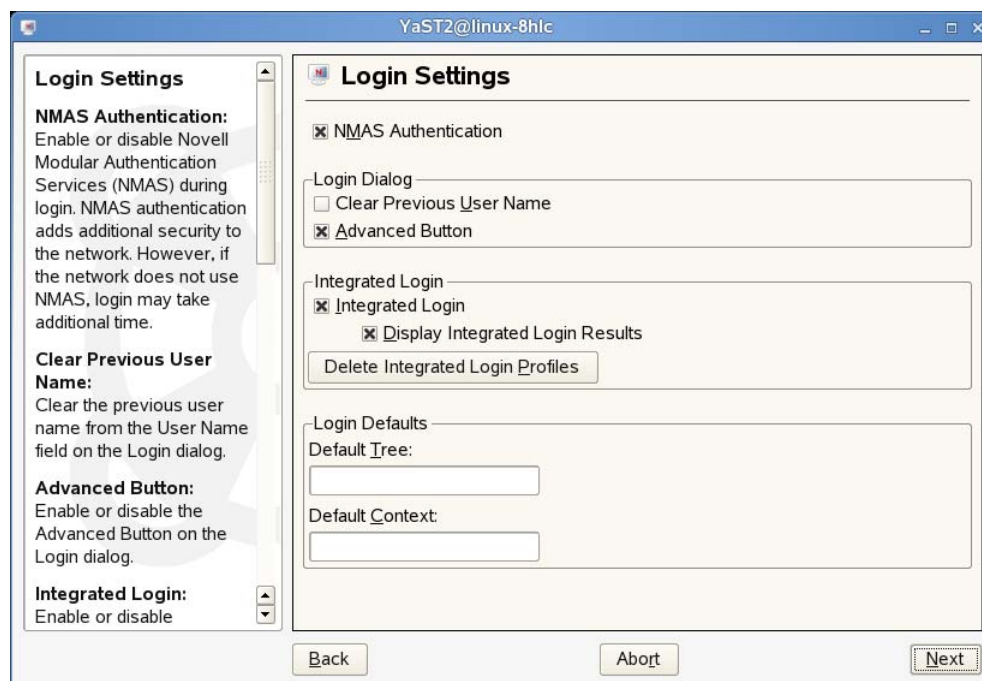 YaST2@linux-8hlc
Login Settings
NMAS Authentication:
Enable or disable Novell
Modular Authentication
Services (NMAS) during
login. NMAS authentication
adds additional security to
the network. However, if
the network does not use
NMAS, login may take
additional time.
Clear Previous User
Name:
Clear the previous user
name from the User Name
field on the Login dialog.
Advanced Button:
Enable or disable the
Advanced Button on the
Login dialog.
Integrated Login:
Enable or disable
Login Settings
NMAS Authentication
Login Dialog
Clear Previous User Name
Advanced Button
Integrated Login
Integrated Login
Display Integrated Login Results
Delete Integrated Login Profiles
Login Defaults
Default Tree:
Default Context:
Back
Abort
Next